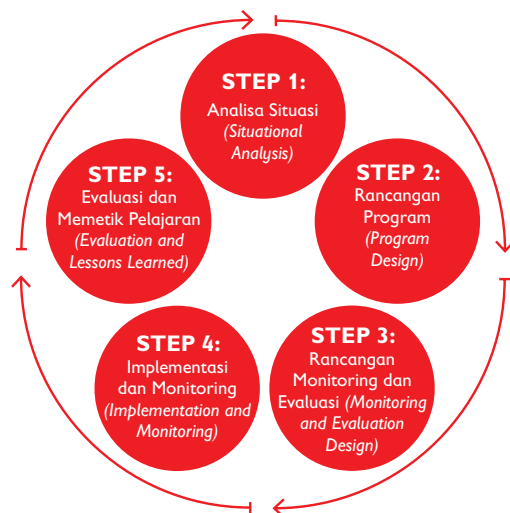 STEP 1:
Analisa Situasi
(Situational
Analysis)
STEP 2:
Rancangan
Program
(Program
Design)
STEP 3:
Rancangan
Monitoring dan
Evaluasi (Monitoring
and Evaluation
Design)
STEP 4:
Implementasi
dan Monitoring
(Implementation and
Monitoring)
STEP 5:
Evaluasi dan
Memetik Pelajaran
(Evaluation and
Lessons Learned)